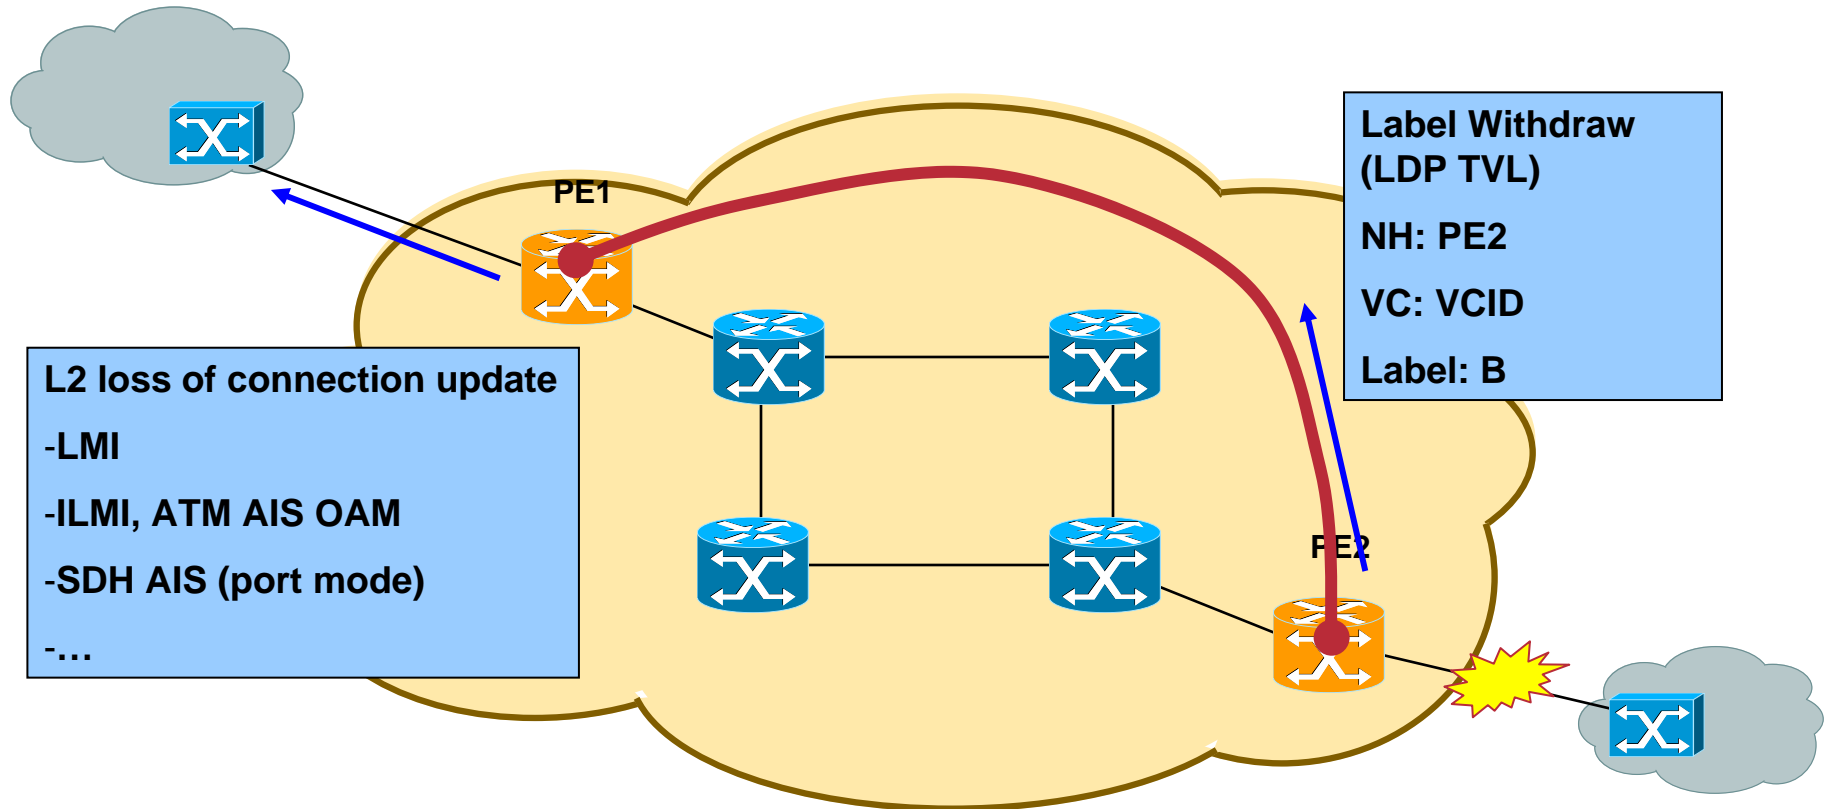 PE1
Label Withdraw
(LDP TVL)
NH: PE2
VC: VCID
Label: B
L2 loss of connection update
-LMI
-ILMI, ATM AIS OAM
-SDH AIS (port mode)
-…
PE2